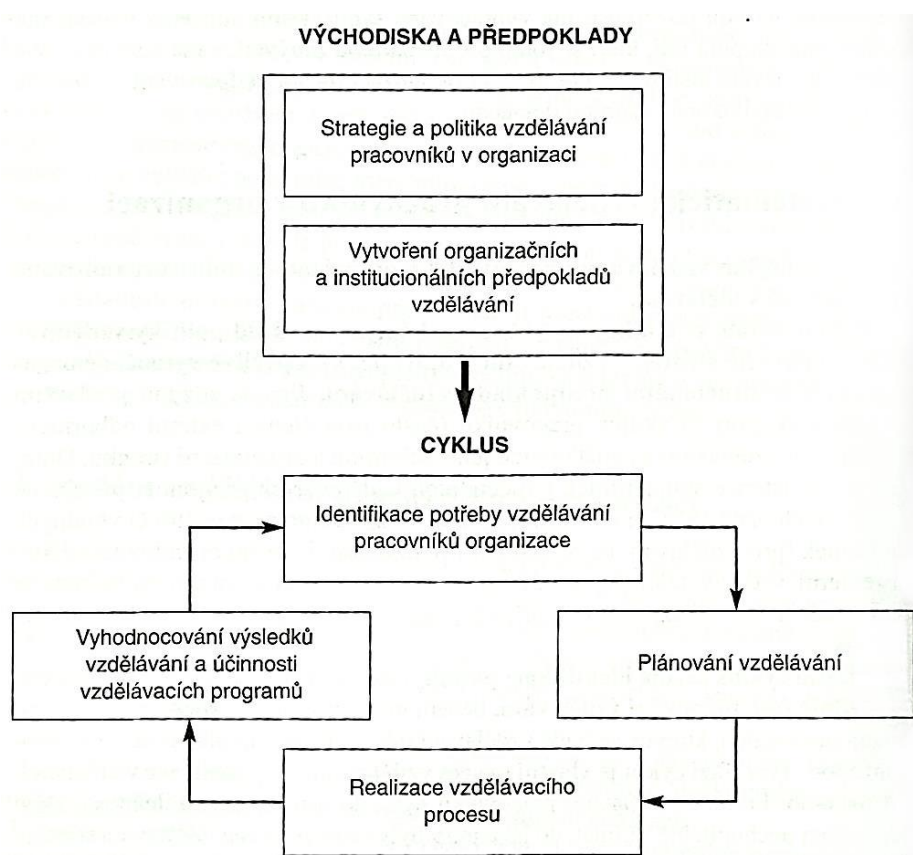 VÝCHODISKA A PŘEDPOKLADY
Strategie a politika vzdělávání
pracovníků v organizaci
Vytvoření organizačních
a institucionálních předpokladů
vzdělávání
CYKLUS
Identifikace potřeby vzdělávání
pracovníků organizace
Vyhodnocování výsledků
vzdělávání a účinnosti
vzdělávacích programů
Plánování vzdělávání
Realizace vzdělávacího
procesu